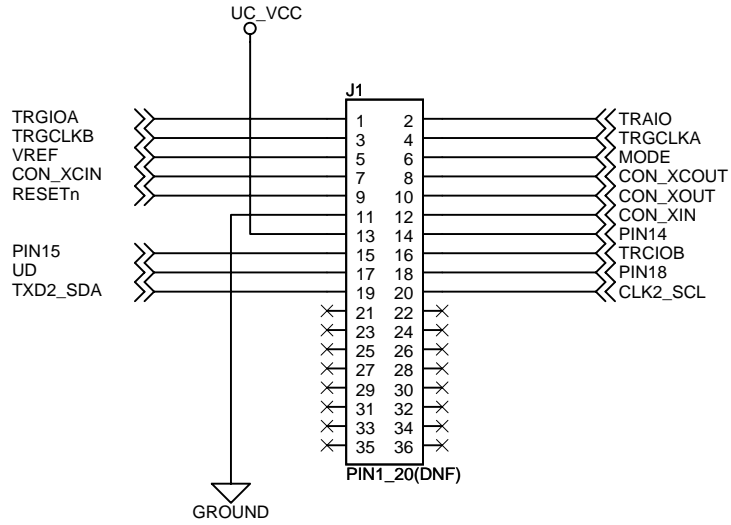 UC_VCC
J1
TRGIOA 1 2 TRAIO
TRGCLKB 3 4 TRGCLKA
VREF 5 6 MODE
CON_XCIN 7 8 CON_XCOUT
RESETn 9 10 CON_XOUT
11 12 CON_XIN
13 14 PIN14
PIN15 15 16 TRCIOB
UD 17 18 PIN18
TXD2_SDA 19 20 CLK2_SCL
21 22
23 24
25 26
27 28
29 30
31 32
33 34
35 36
PIN1_20(DNF)
GROUND